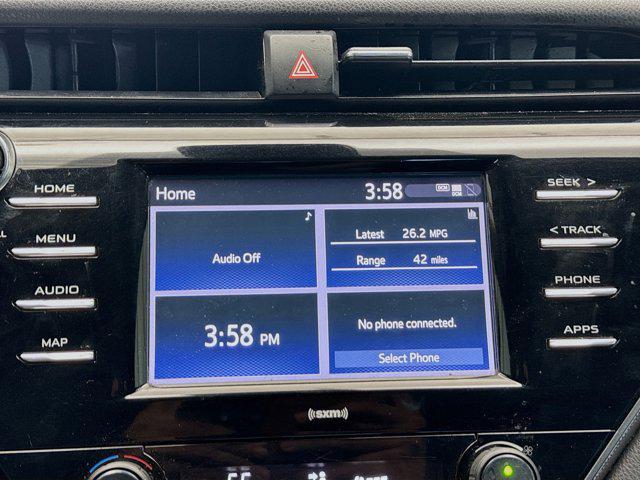 HOME
MENU
AUDIO
MAP
Home
3:58
DCM
Audio Off
Latest 26.2 MPG
Range 42 miles
3:58 PM
No phone connected.
Select Phone
SEEK >
< TRACK
PHONE
APPS
((sxm))